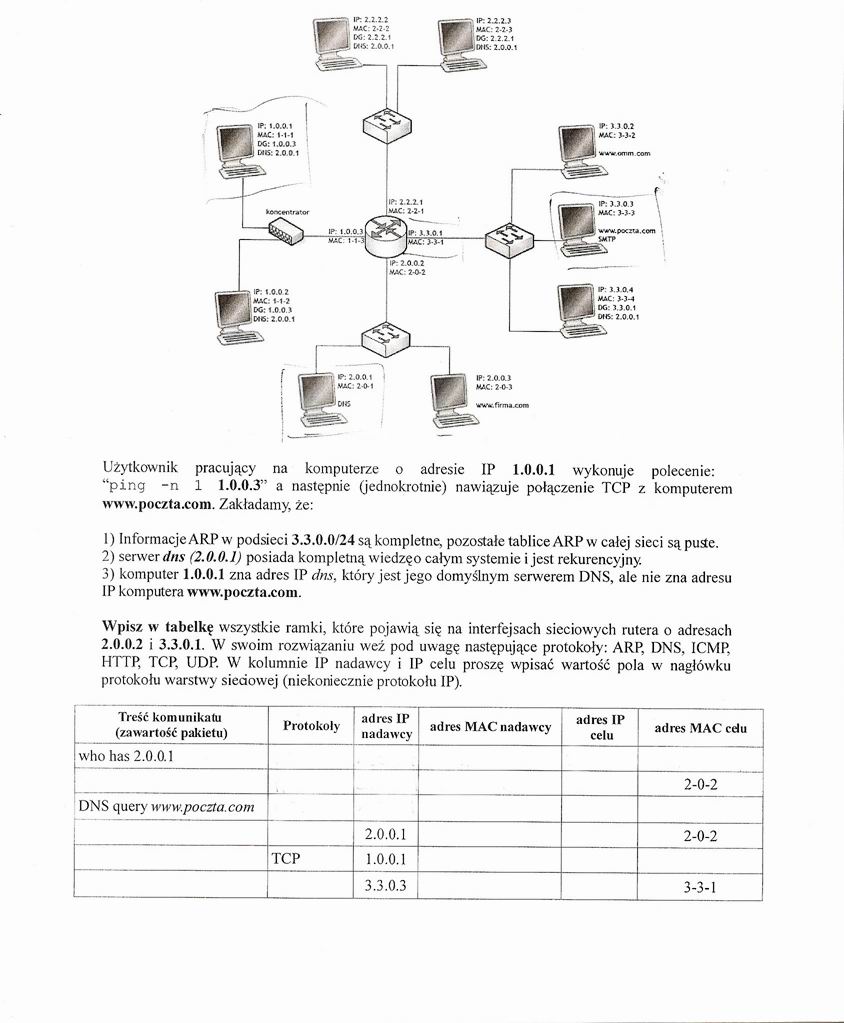 IP: 2.2.2.2
MAC: 2-2-2
DG: 2.2.2.1
DNS: 2.0.0.1
IP: 2.2.2.3
MAC: 2-2-3
DG: 2.2.2.1
DNS: 2.0.0.1
IP: 1.0.0.1
MAC: 1-1-1
DG: 1.0.0.3
DNS: 2.0.0.1
IP: 3.3.0.2
MAC: 3-3-2
www.omm.com
koncentrator
IP: 2.2.2.1
MAC: 2-2-1
IP: 1.0.0.3
MAC: 1-1-3
IP: 3.3.0.1
MAC: 3-3-1
IP: 2.0.0.2
MAC: 2-0-2
IP: 3.3.0.3
MAC: 3-3-3
www.poczta.com
SMTP
IP: 1.0.0.2
MAC: 1-1-2
DG: 1.0.0.3
DNS: 2.0.0.1
IP: 3.3.0.4
MAC: 3-3-4
DG: 3.3.0.1
DNS: 2.0.0.1
IP: 2.0.0.1
MAC: 2-0-1
DNS
IP: 2.0.0.3
MAC: 2-0-3
www.firma.com
Użytkownik pracujący na komputerze o adresie IP 1.0.0.1 wykonuje polecenie:
“ping -n 1 1.0.0.3” a następnie (jednokrotnie) nawiązuje połączenie TCP z komputerem
www.poczta.com. Zakładamy, że:
1) Informacje ARP w podsieci 3.3.0.0/24 są kompletne, pozostałe tablice ARP w całej sieci są puste.
2) serwer dns (2.0.0.1) posiada kompletną wiedzę o całym systemie i jest rekurencyjny.
3) komputer 1.0.0.1 zna adres IP dns, który jest jego domyślnym serwerem DNS, ale nie zna adresu
IP komputera www.poczta.com.
Wpisz w tabelkę wszystkie ramki, które pojawią się na interfejsach sieciowych rutera o adresach
2.0.0.2 i 3.3.0.1. W swoim rozwiązaniu weź pod uwagę następujące protokoły: ARP, DNS, ICMP,
HTTP, TCP, UDP. W kolumnie IP nadawcy i IP celu proszę wpisać wartość pola w nagłówku
protokołu warstwy sieciowej (niekoniecznie protokołu IP).
Treść komunikatu (zawartość pakietu) Protokoły adres IP nadawcy adres MAC nadawcy adres IP celu adres MAC celu
who has 2.0.0.1
2-0-2
DNS query www.poczta.com
2.0.0.1 2-0-2
TCP 1.0.0.1
3.3.0.3 3-3-1